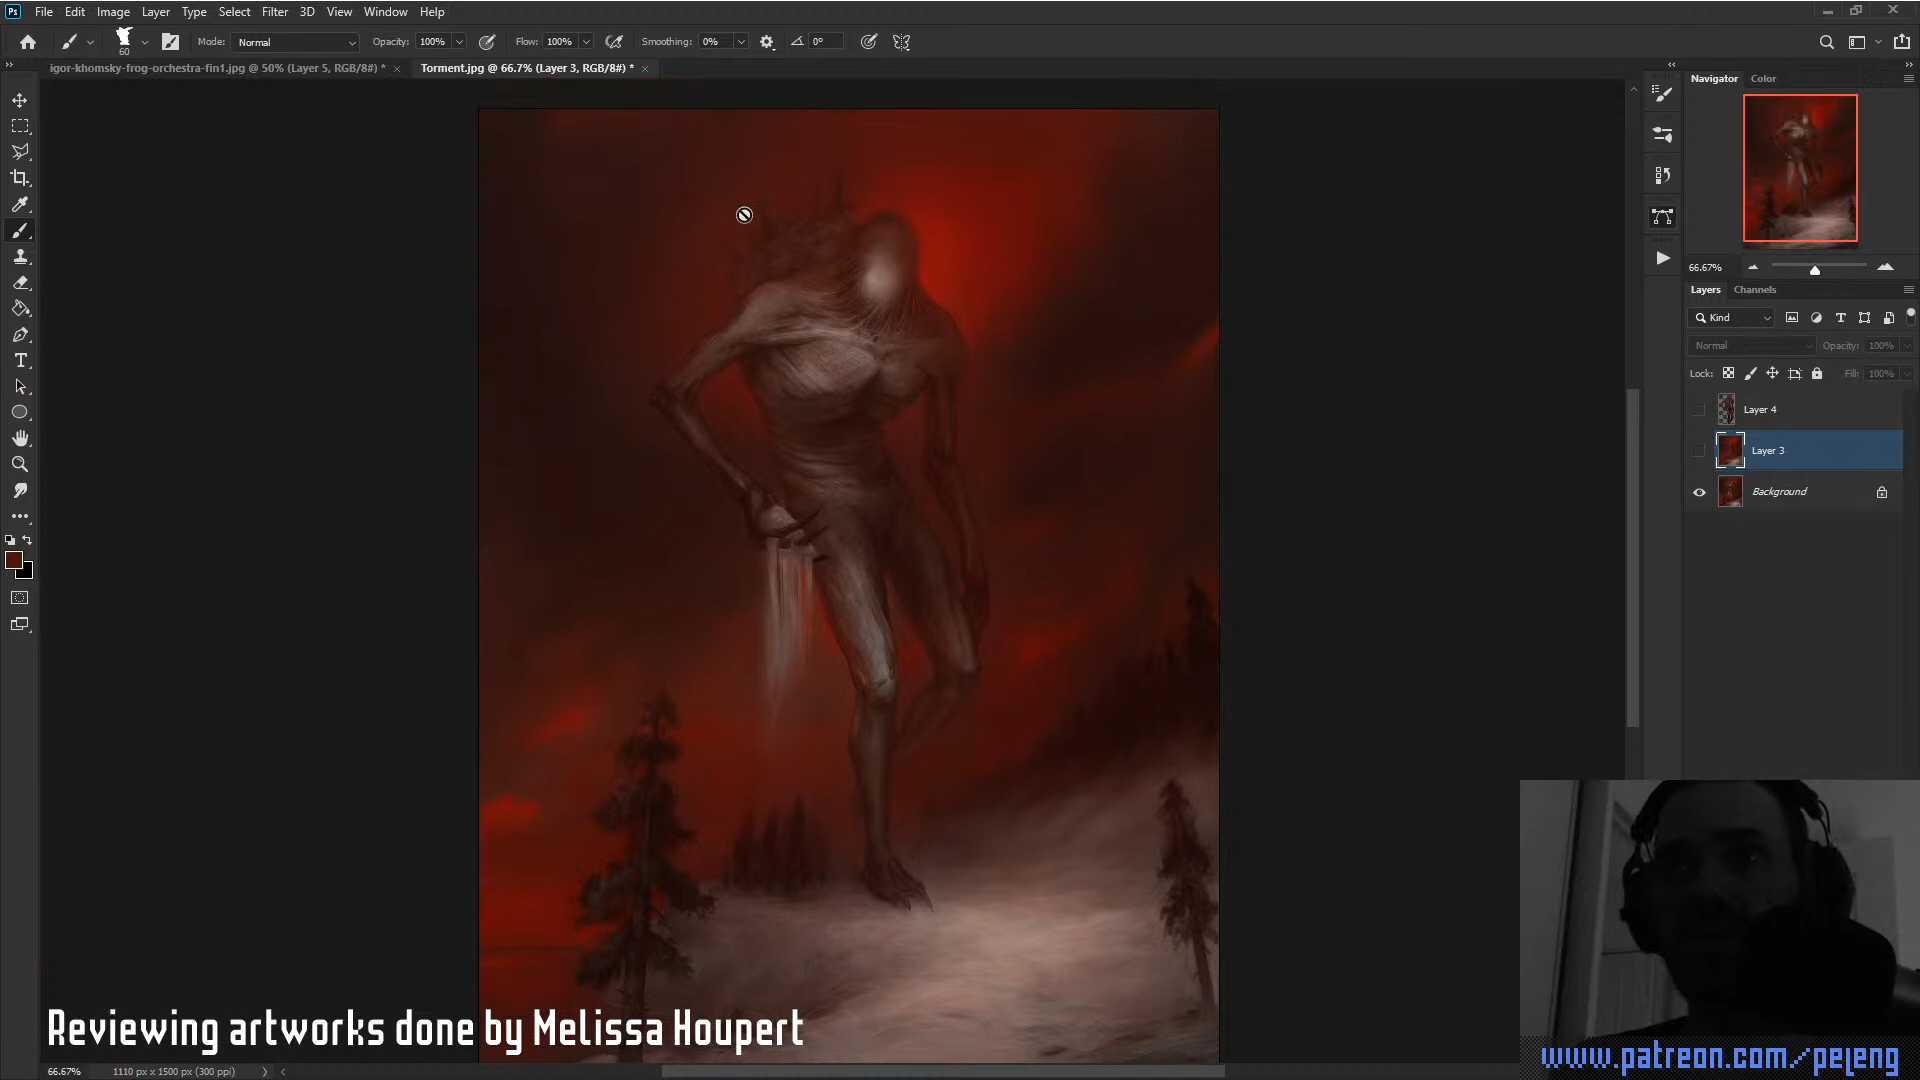 Ps File Edit Image Layer Type Select Filter 3D View Window Help
60 Mode: Normal Opacity: 100% Flow: 100% Smoothing: 0% 0°
igor-khomsky-frog-orchestra-fin1.jpg @ 50% (Layer 5, RGB/8#) * Torment.jpg @ 66.7% (Layer 3, RGB/8#) *
Navigator Color
66.67%
Layers Channels
Kind
Normal Opacity: 100%
Lock: Fill: 100%
Layer 4
Layer 3
Background
Reviewing artworks done by Melissa Houpert
www.patreon.com/peleng
66.67% 1110 px x 1500 px (300 ppi)